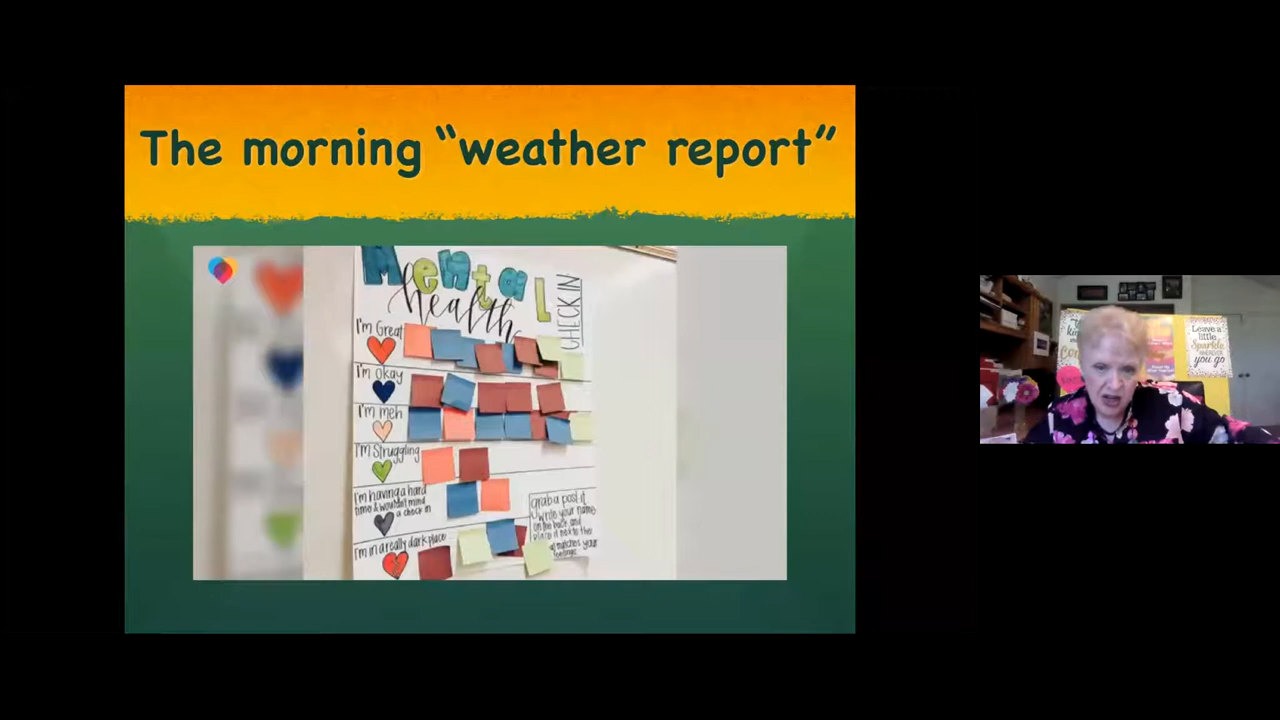 The morning “weather report”
Mental
health
CHECK IN
I'm Great
I'm okay
I'm meh
I'm Struggling
I'm having a hard
time & wouldn't mind
a check in
I'm in a really dark place
grab a post it
write your name
on the back and
place it next to the
matches your
feelings
Leave a
little
Sparkle
wherever
you go